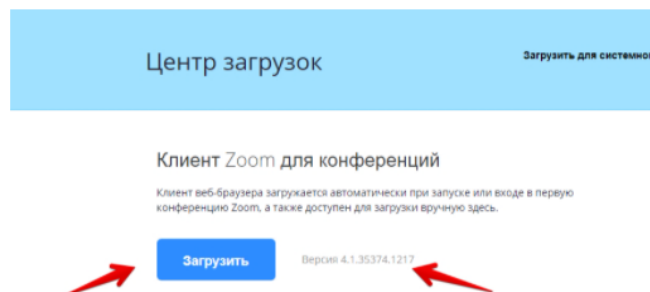 Центр загрузок
Загрузить для системно
Клиент Zoom для конференций
Клиент веб-браузера загружается автоматически при запуске или входе в первую
конференцию Zoom, а также доступен для загрузки вручную здесь.
Загрузить
Версия 4.1.35374.1217